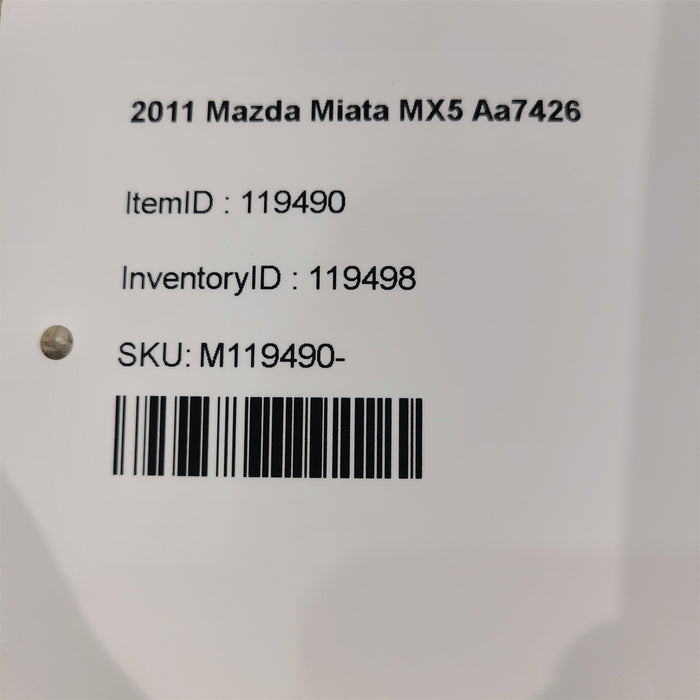 2011 Mazda Miata MX5 Aa7426
ItemID : 119490
InventoryID : 119498
SKU: M119490-